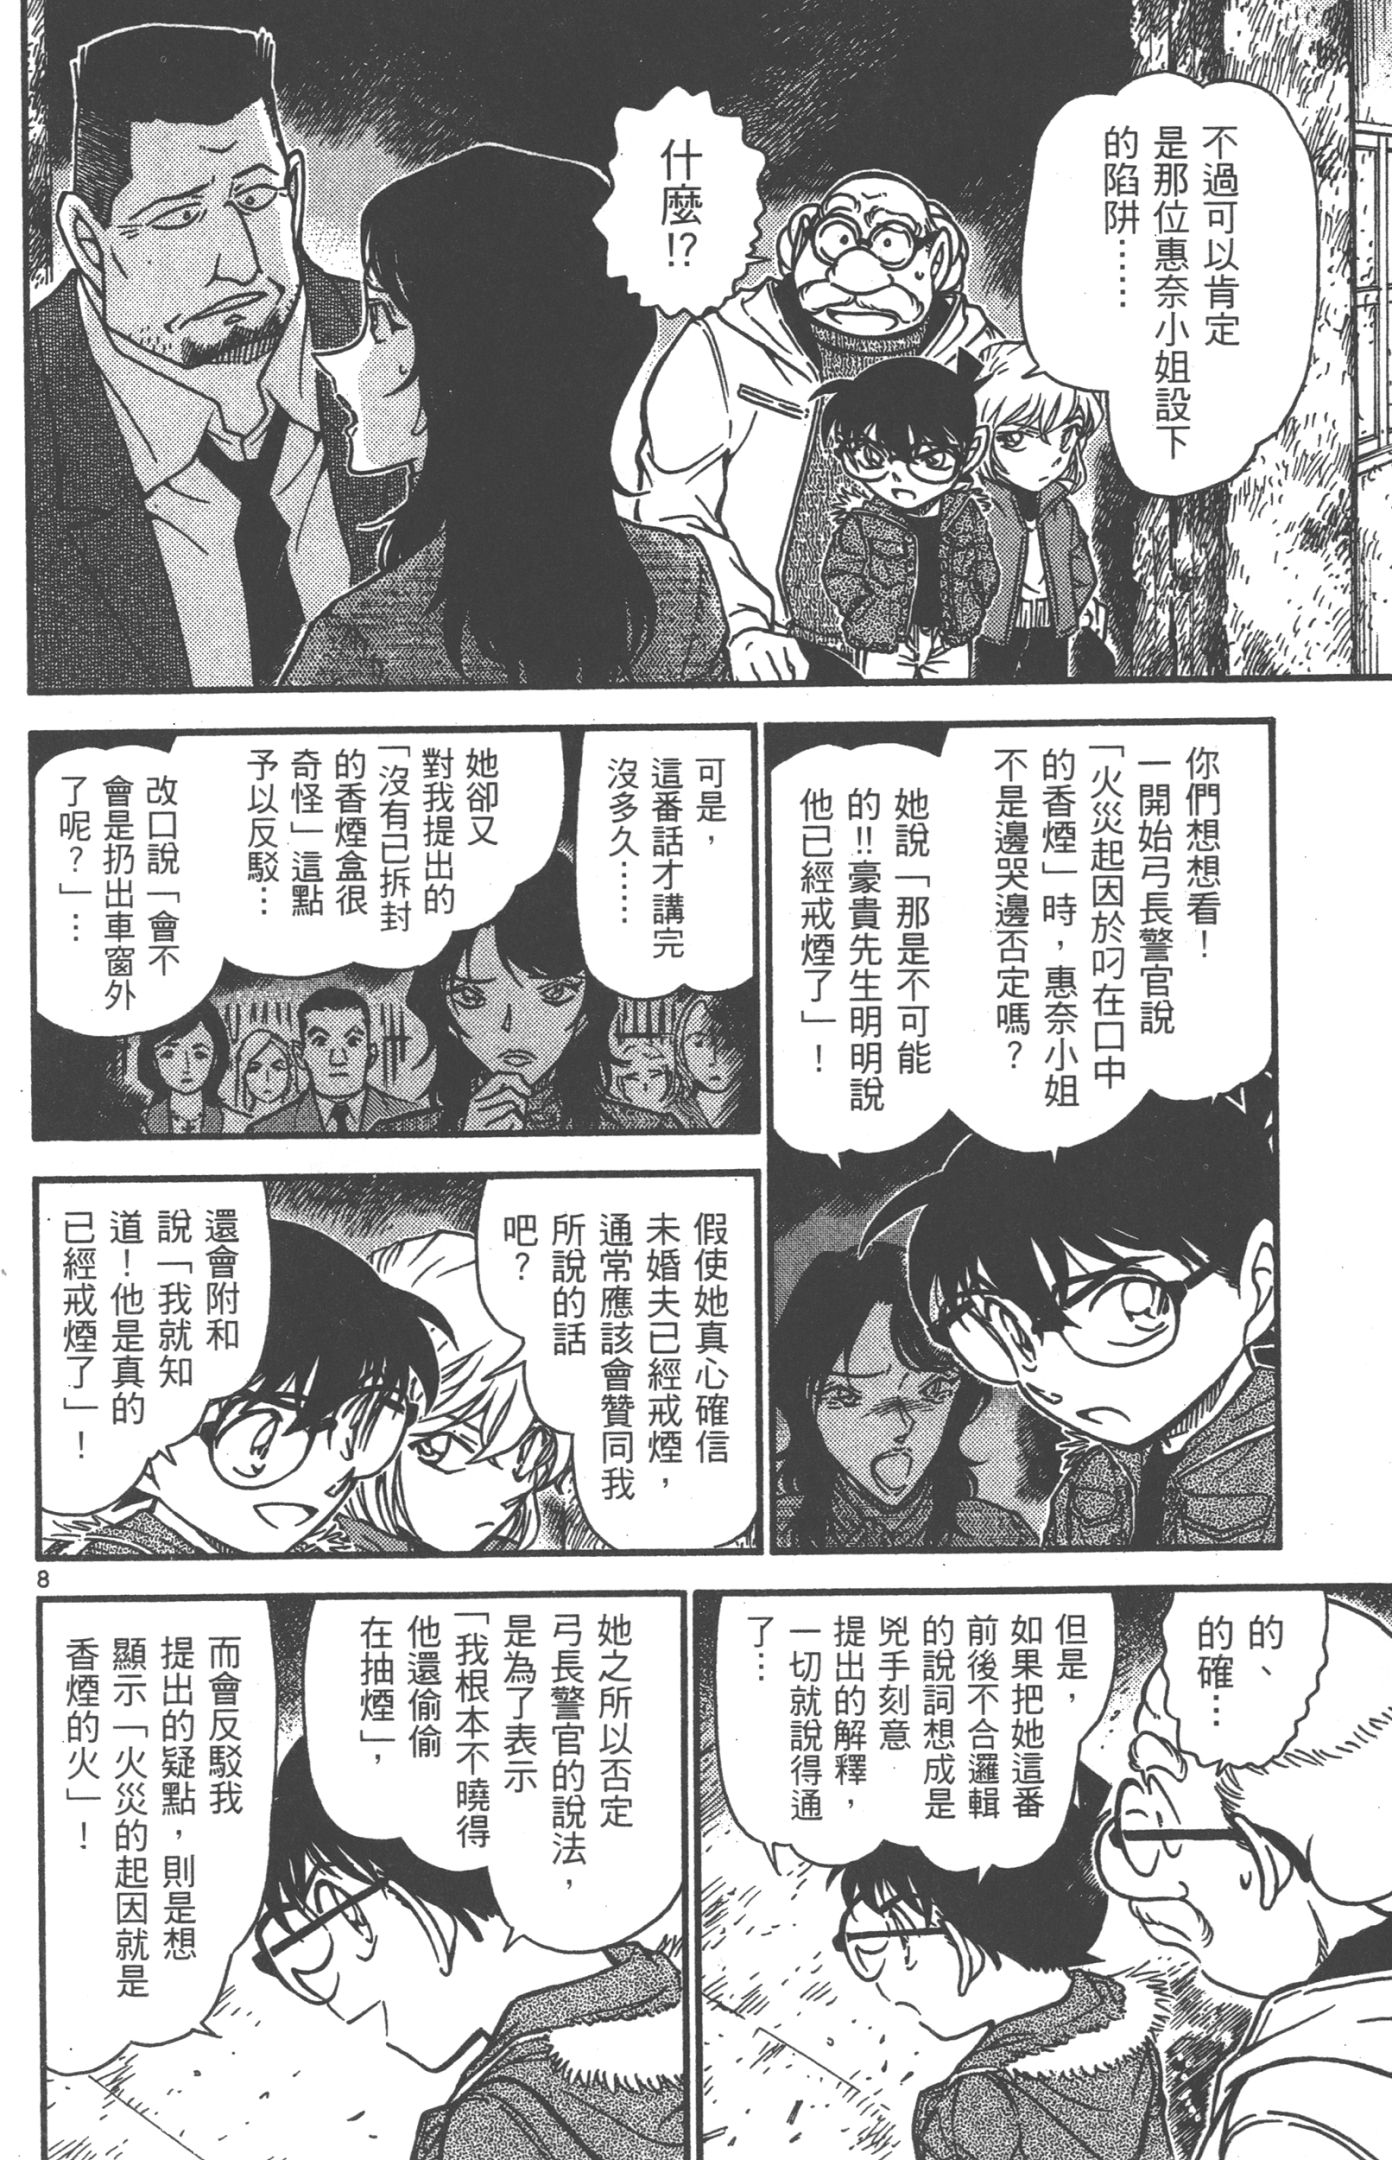 不過可以肯定
是那位惠奈小姐設下
的陷阱……
什麼!?
你們想想看！
一開始弓長警官說
「火災起因於叼在口中
的香煙」時，惠奈小姐
不是邊哭邊否定嗎？
她說「那是不可能
的!!豪貴先生明明說
他已經戒煙了」！
可是，
這番話才講完
沒多久……
她卻又
對我提出的
「沒有已拆封
的香煙盒很
奇怪」這點
予以反駁…
改口說「會不
會是扔出車窗外
了呢？」…
假使她真心確信
未婚夫已經戒煙，
通常應該會贊同我
所說的話
吧？
還會附和
說「我就知
道！他是真的
已經戒煙了」！
8
的、
的確…
但是，
如果把她這番
前後不合邏輯
的說詞想成是
兇手刻意
提出的解釋，
一切就說得通
了…
她之所以否定
弓長警官的說法，
是為了表示
「我根本不曉得
他還偷偷
在抽煙」，
而會反駁我
提出的疑點，則是想
顯示「火災的起因就是
香煙的火」！